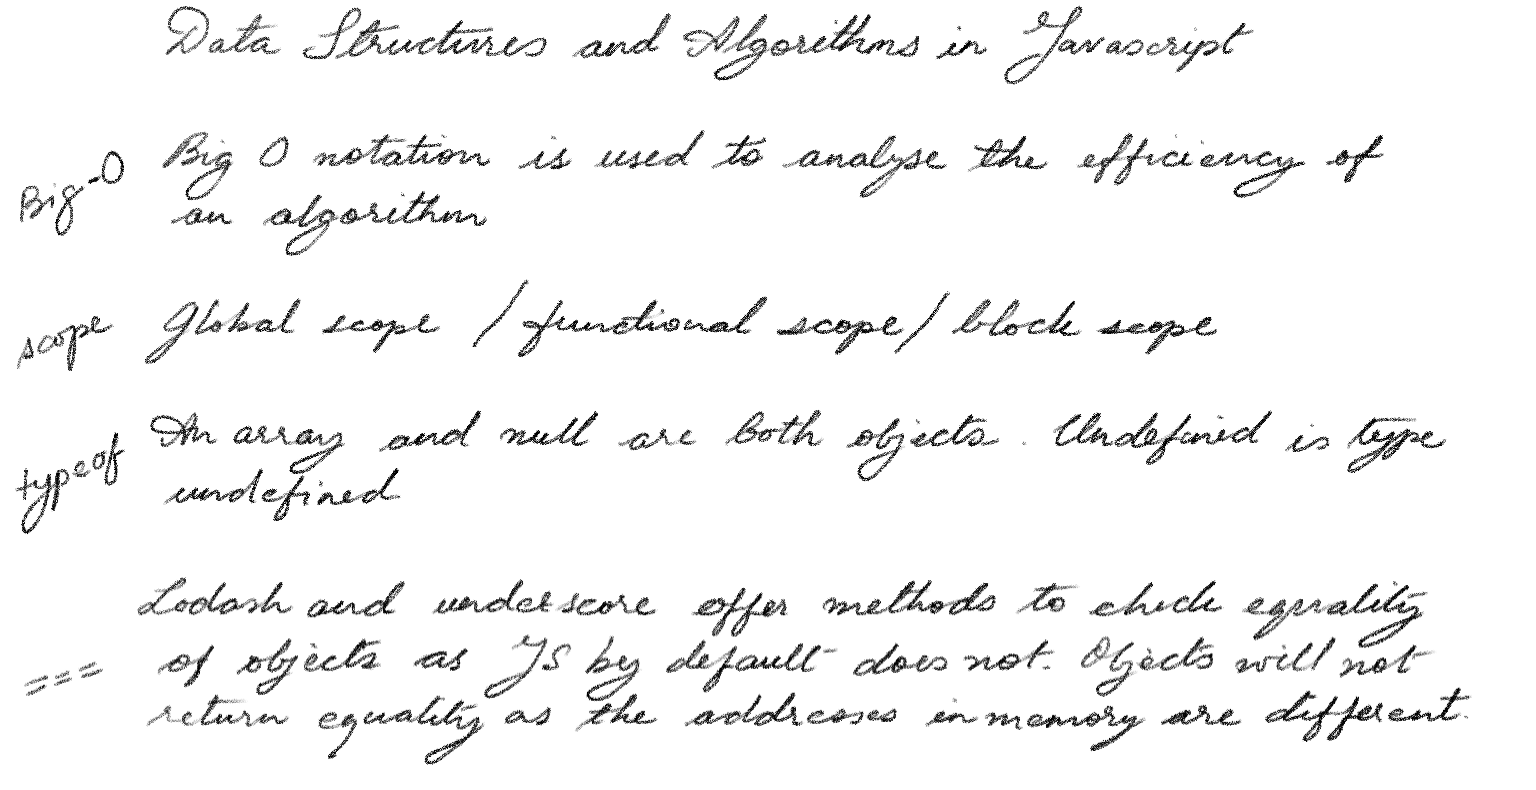 Data Structures and Algorithms in Javascript
Big-O Big O notation is used to analyse the efficiency of
an algorithm
scope Global scope / functional scope / block scope
typeof An array and null are both objects. Undefined is type
undefined
Lodash and underscore offer methods to check equality
=== of objects as JS by default does not. Objects will not
return equality as the addresses in memory are different.